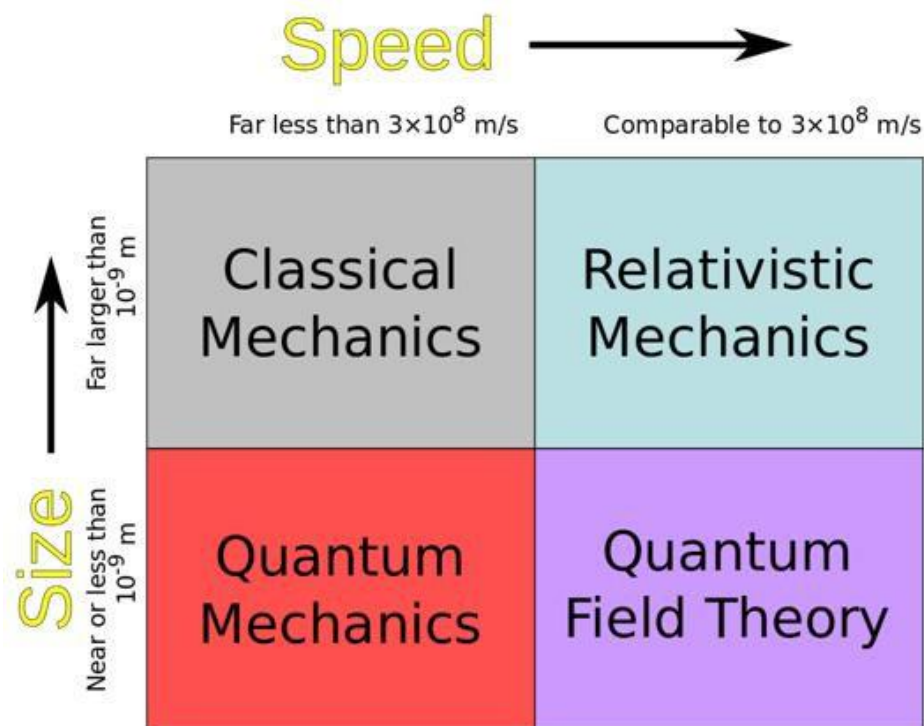 Speed
Far less than 3×10⁸ m/s
Comparable to 3×10⁸ m/s
Size
Far larger than
10⁻⁹ m
Classical
Mechanics
Relativistic
Mechanics
Near or less than
10⁻⁹ m
Quantum
Mechanics
Quantum
Field Theory